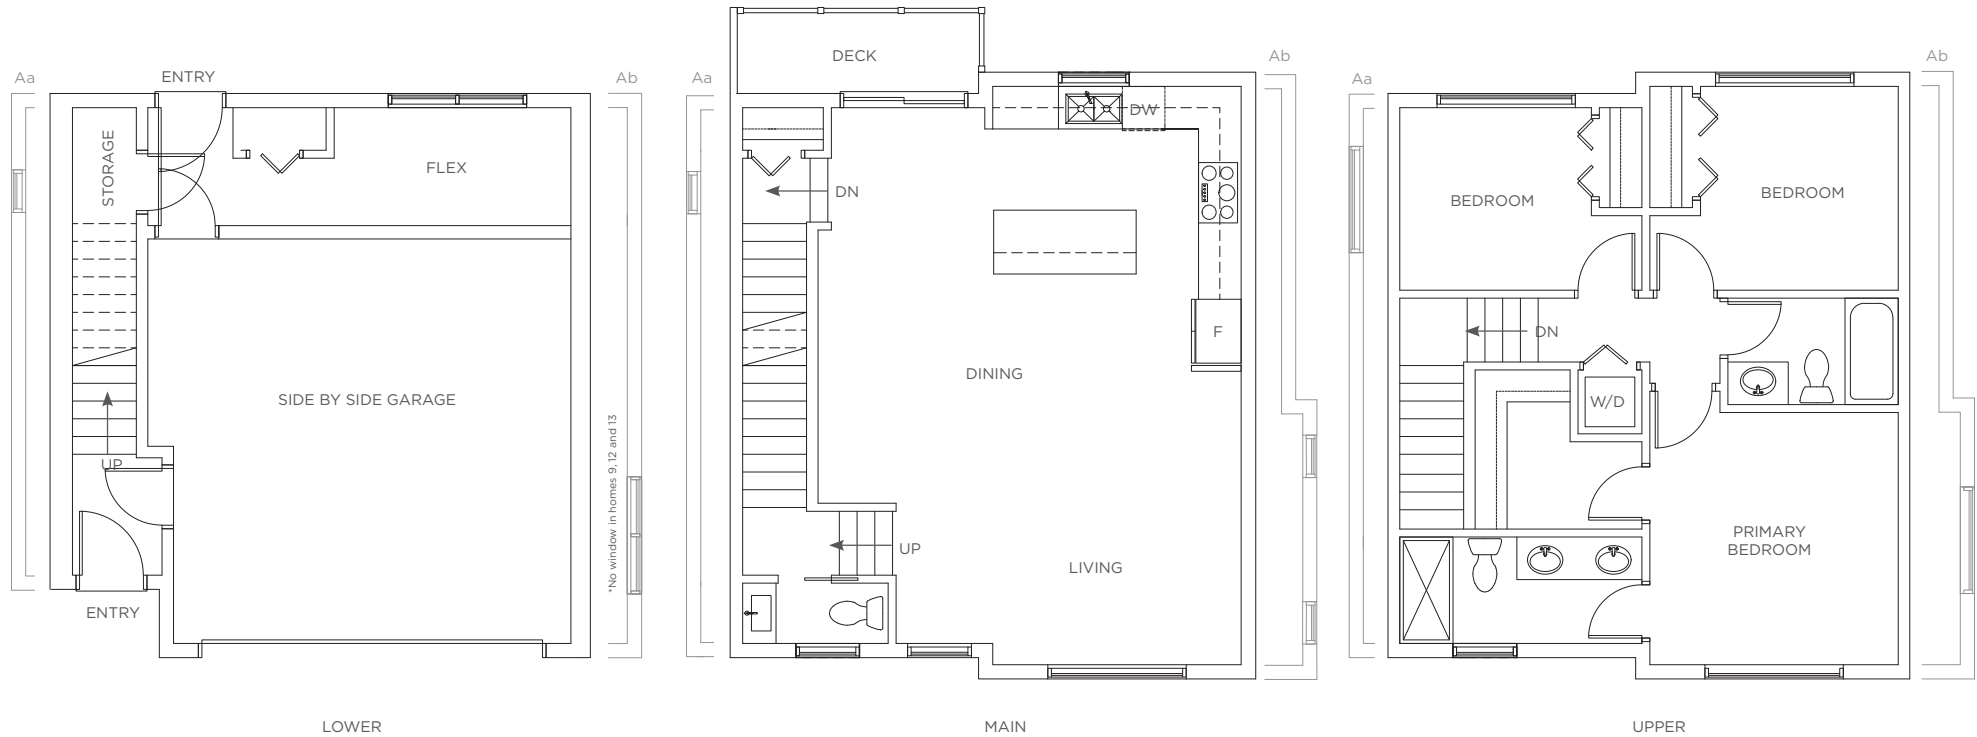 Aa
ENTRY
Ab
STORAGE
FLEX
SIDE BY SIDE GARAGE
UP
ENTRY
*No window in homes 9, 12 and 13
LOWER
Aa
DECK
Ab
DW
DN
F
DINING
UP
LIVING
MAIN
Aa
Ab
BEDROOM
BEDROOM
DN
W/D
PRIMARY
BEDROOM
UPPER